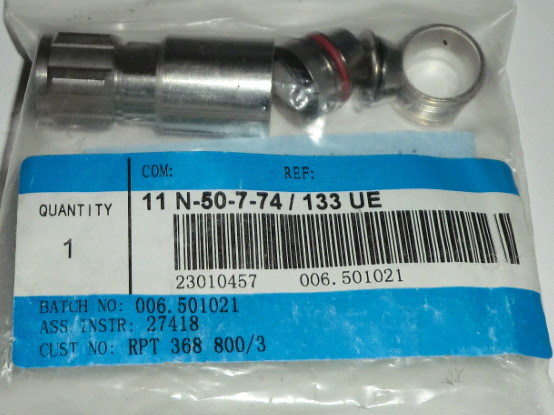 COM: REF:
QUANTITY
1
11 N-50-7-74 / 133 UE
23010457 006.501021
BATCH NO: 006.501021
ASS.INSTR: 27418
CUST NO: RPT 368 800/3